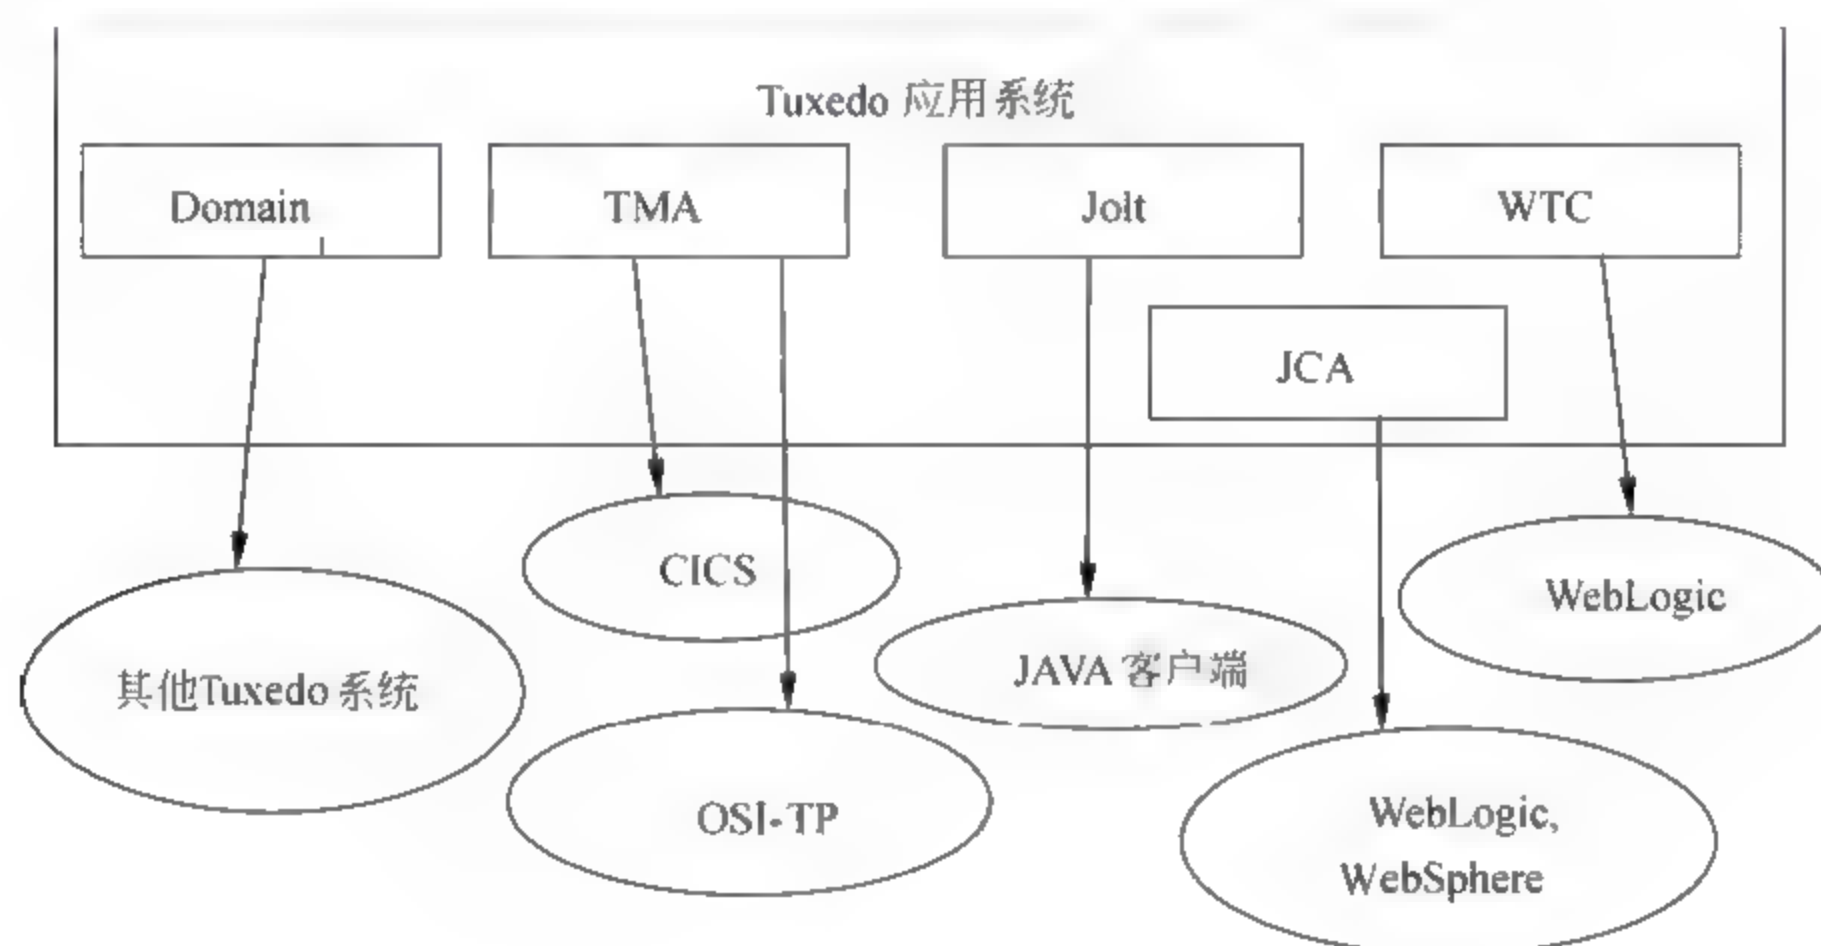 Tuxedo 应用系统
Domain
TMA
Jolt
WTC
JCA
CICS
WebLogic
JAVA 客户端
其他Tuxedo 系统
OSI-TP
WebLogic,
WebSphere